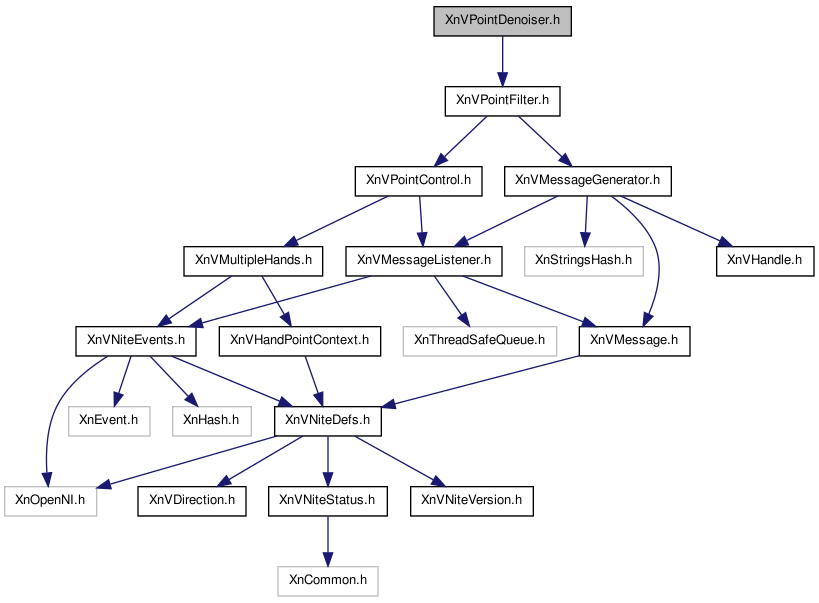 XnVPointDenoiser.h
XnVPointFilter.h
XnVPointControl.h
XnVMessageGenerator.h
XnVMultipleHands.h
XnVMessageListener.h
XnStringsHash.h
XnVHandle.h
XnVNiteEvents.h
XnVHandPointContext.h
XnThreadSafeQueue.h
XnVMessage.h
XnEvent.h
XnHash.h
XnVNiteDefs.h
XnOpenNI.h
XnVDirection.h
XnVNiteStatus.h
XnVNiteVersion.h
XnCommon.h